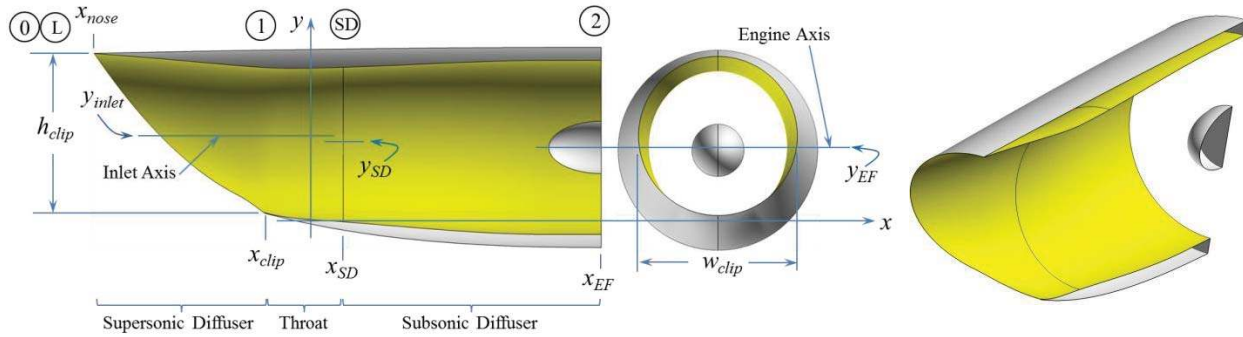 x_nose
0 L 1 y SD 2
Engine Axis
y_inlet
h_clip
Inlet Axis
y_SD
y_EF
x
x_clip
x_SD
w_clip
x_EF
Supersonic Diffuser Throat Subsonic Diffuser